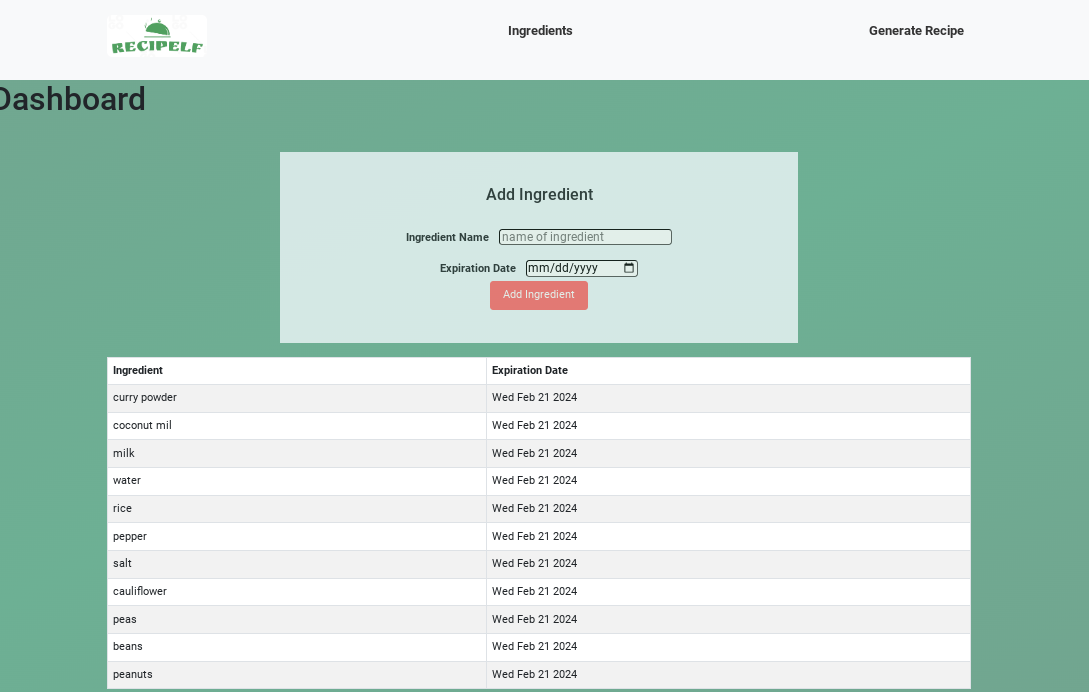 RECIPELF
Ingredients
Generate Recipe
Dashboard
Add Ingredient
Ingredient Name name of ingredient
Expiration Date mm/dd/yyyy
Add Ingredient
Ingredient Expiration Date
curry powder Wed Feb 21 2024
coconut mil Wed Feb 21 2024
milk Wed Feb 21 2024
water Wed Feb 21 2024
rice Wed Feb 21 2024
pepper Wed Feb 21 2024
salt Wed Feb 21 2024
cauliflower Wed Feb 21 2024
peas Wed Feb 21 2024
beans Wed Feb 21 2024
peanuts Wed Feb 21 2024